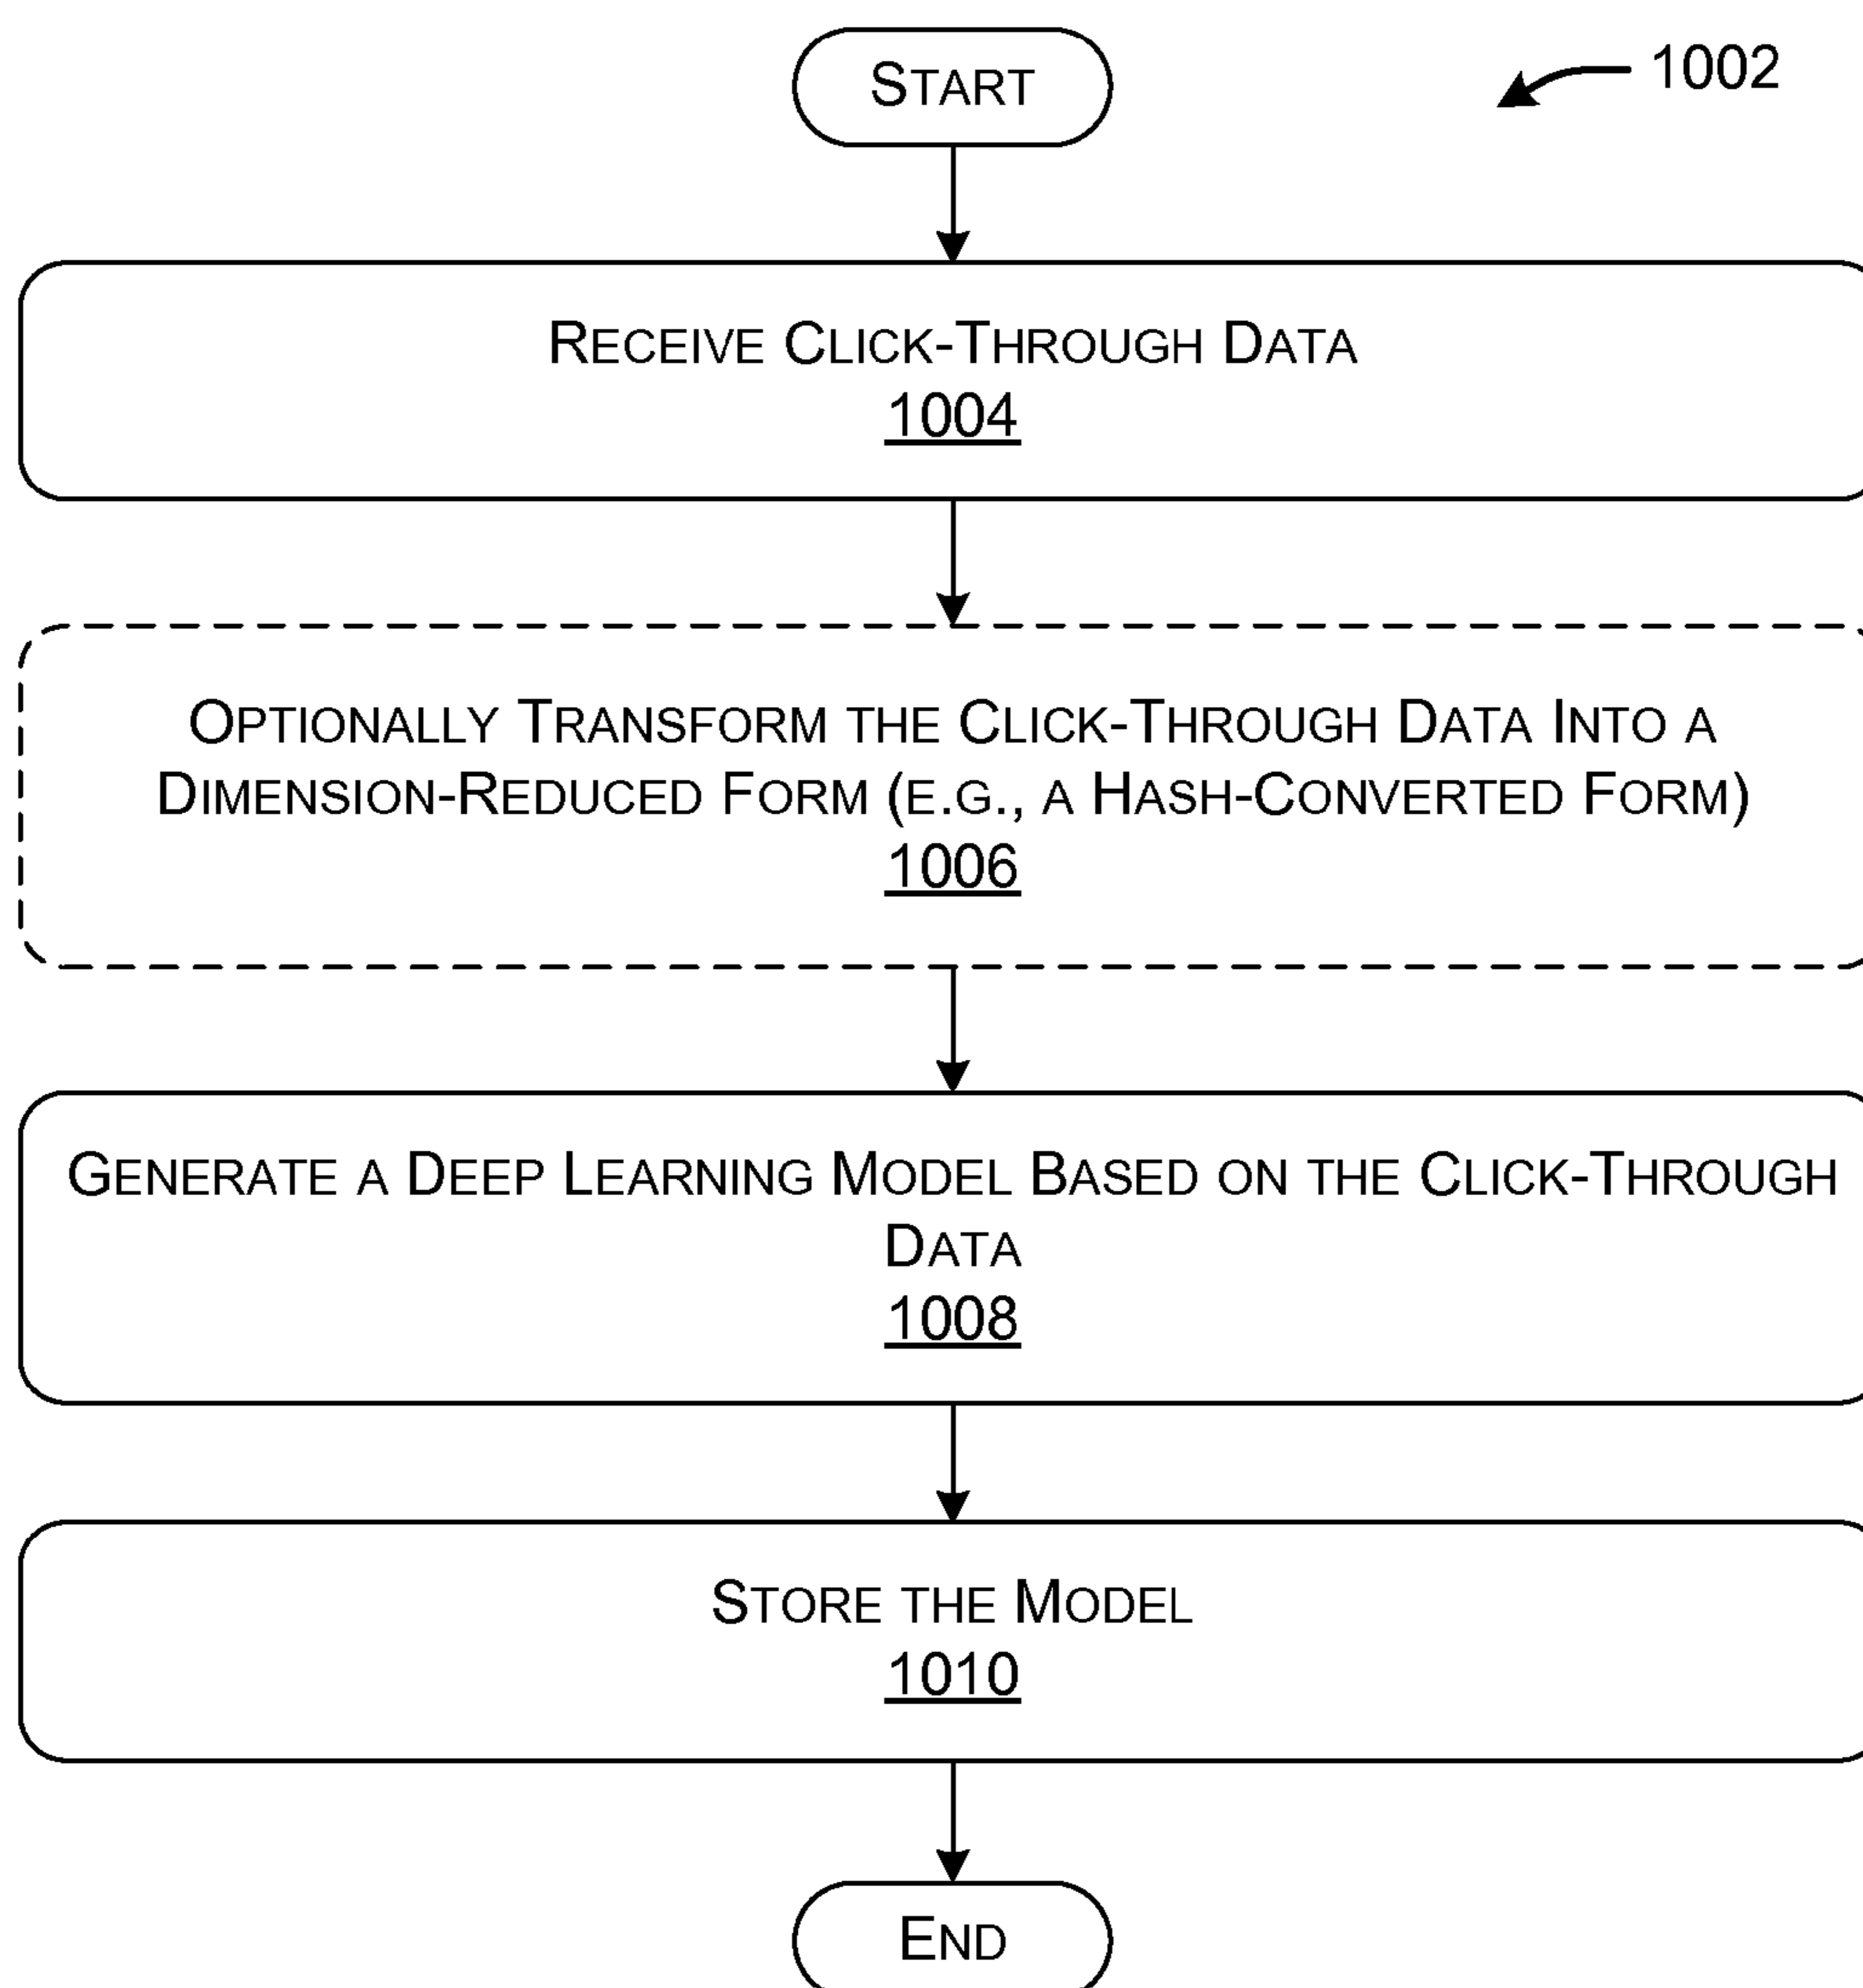 START
1002
RECEIVE CLICK-THROUGH DATA
1004
OPTIONALLY TRANSFORM THE CLICK-THROUGH DATA INTO A
DIMENSION-REDUCED FORM (E.G., A HASH-CONVERTED FORM)
1006
GENERATE A DEEP LEARNING MODEL BASED ON THE CLICK-THROUGH
DATA
1008
STORE THE MODEL
1010
END